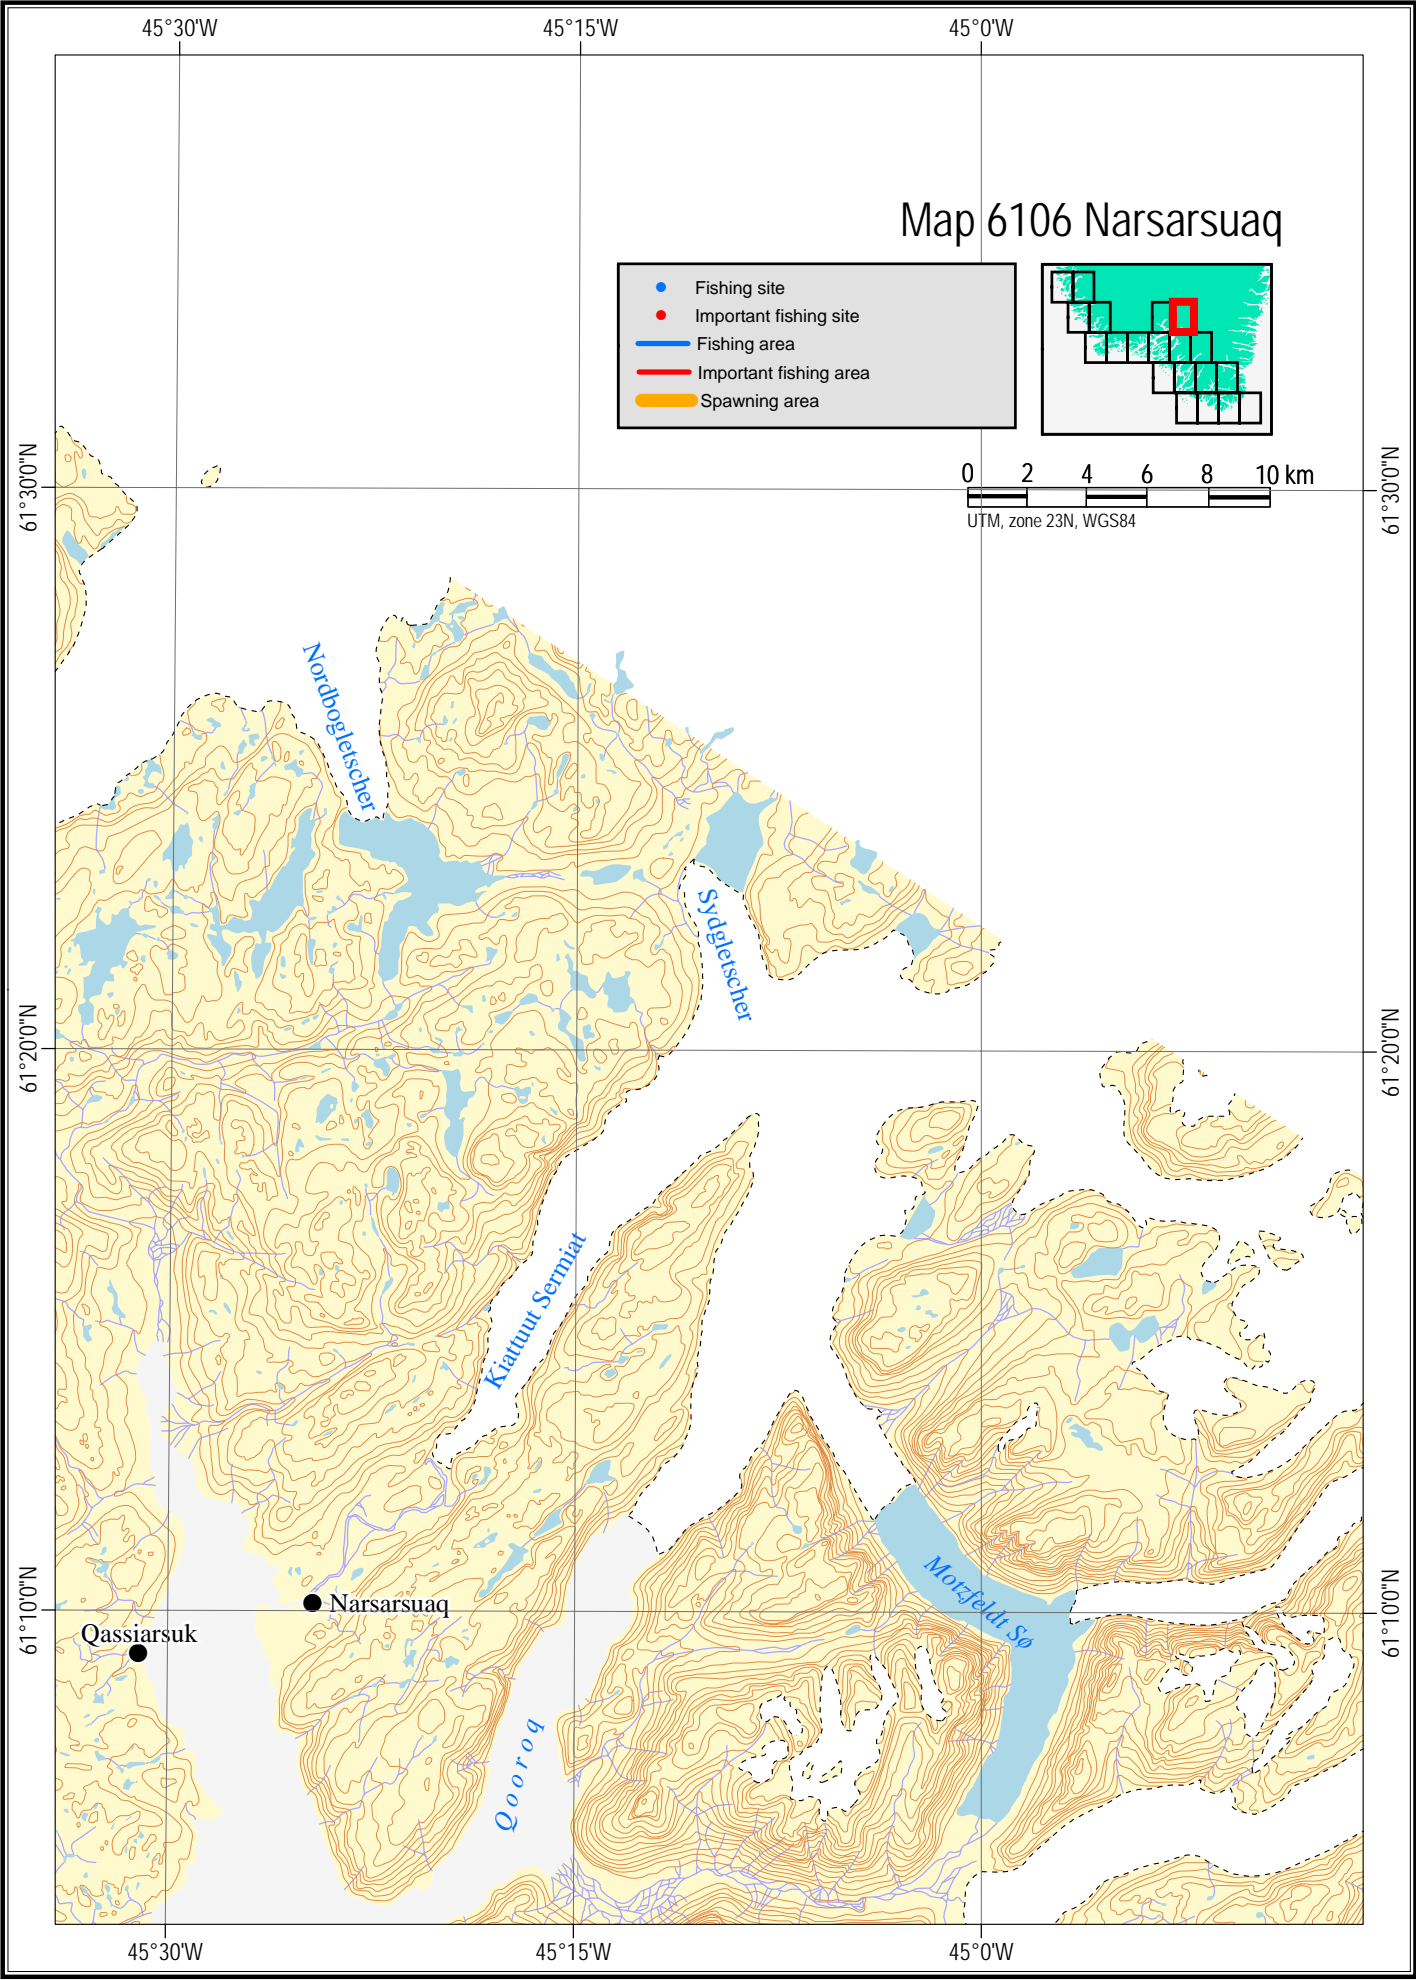 45°30'W
45°15'W
45°0'W
Map 6106 Narsarsuaq
Fishing site
Important fishing site
Fishing area
Important fishing area
Spawning area
0 2 4 6 8 10 km
UTM, zone 23N, WGS84
61°30'0"N
61°30'0"N
Nordbogletscher
Sydgletscher
61°20'0"N
61°20'0"N
Kiattuut Sermiat
Motzfeldt Sø
61°10'0"N
61°10'0"N
Narsarsuaq
Qassiarsuk
Qooroq
45°30'W
45°15'W
45°0'W